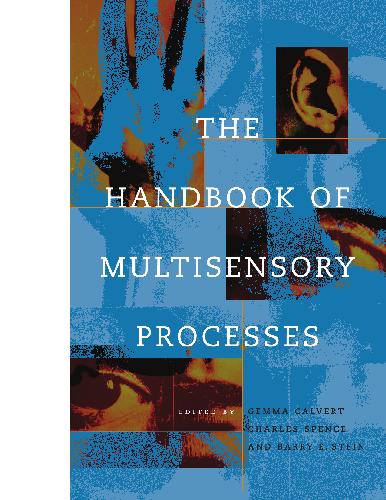 THE
HANDBOOK OF
MULTISENSORY
PROCESSES
EDITED BY GEMMA CALVERT
CHARLES SPENCE
AND BARRY E. STEIN